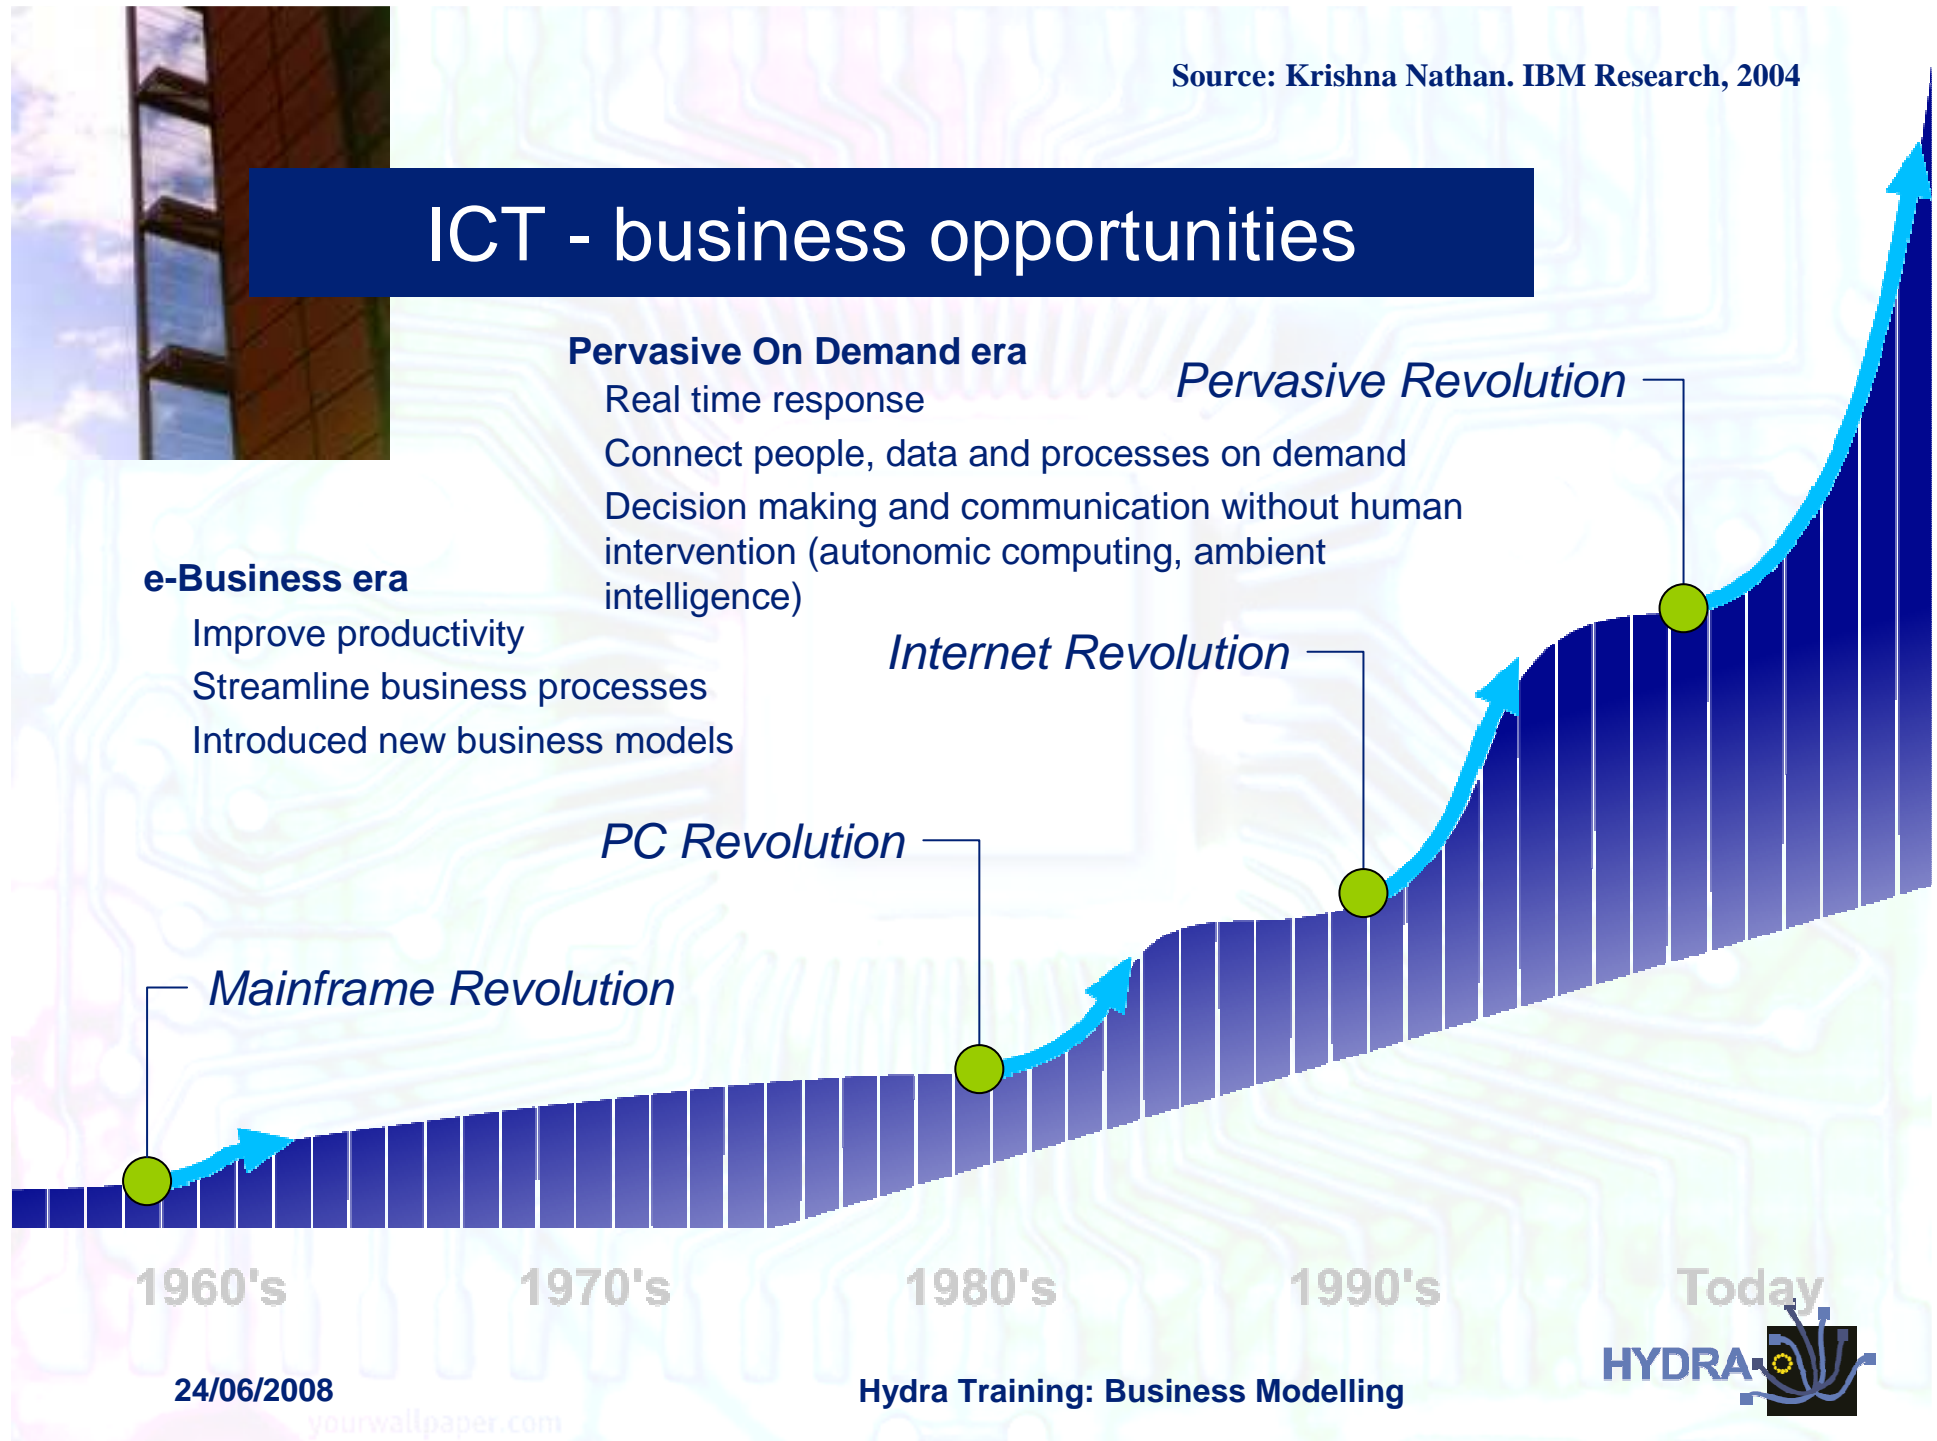 Source: Krishna Nathan. IBM Research, 2004
ICT - business opportunities
Pervasive On Demand era
Real time response
Connect people, data and processes on demand
Decision making and communication without human
intervention (autonomic computing, ambient
intelligence)
Pervasive Revolution
e-Business era
Improve productivity
Streamline business processes
Introduced new business models
Internet Revolution
PC Revolution
Mainframe Revolution
1960's
1970's
1980's
1990's
Today
24/06/2008
Hydra Training: Business Modelling
HYDRA
yourwallpaper.com